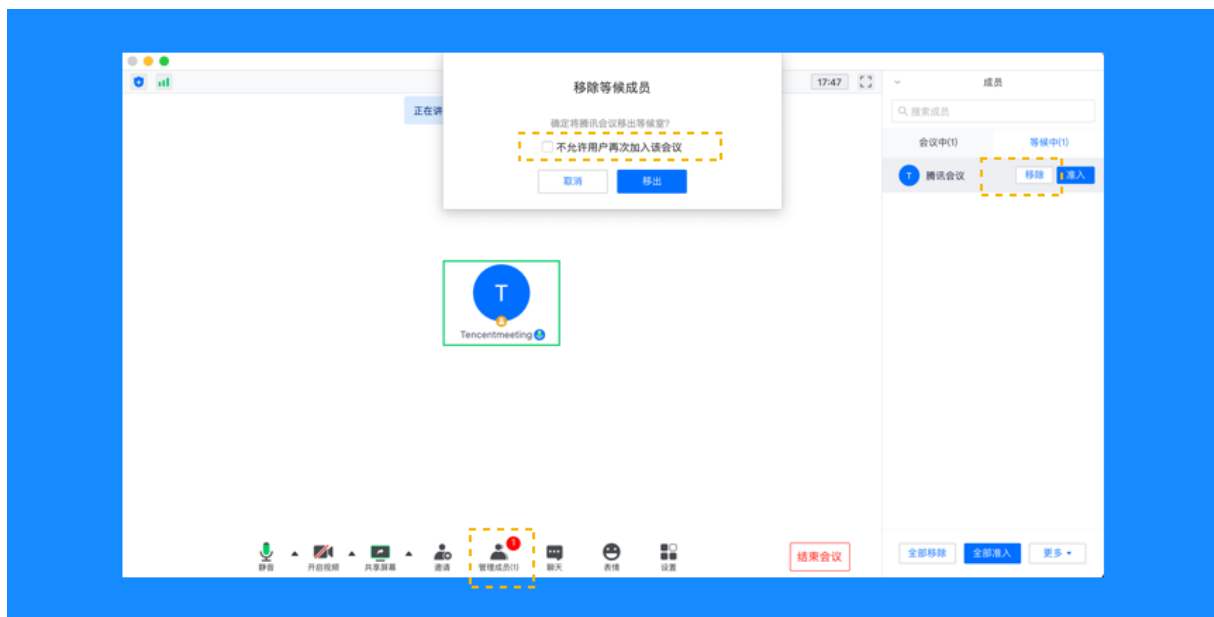 移除等候成员
17:47
成员
正在讲
确定将腾讯会议移出等候室?
搜索成员
不允许用户再次加入该会议
会议中(1)
等候中(1)
取消
移出
T
腾讯会议
移除
准入
T
Tencentmeeting
1
静音
开启视频
共享屏幕
邀请
管理成员(1)
聊天
表情
设置
结束会议
全部移除
全部准入
更多